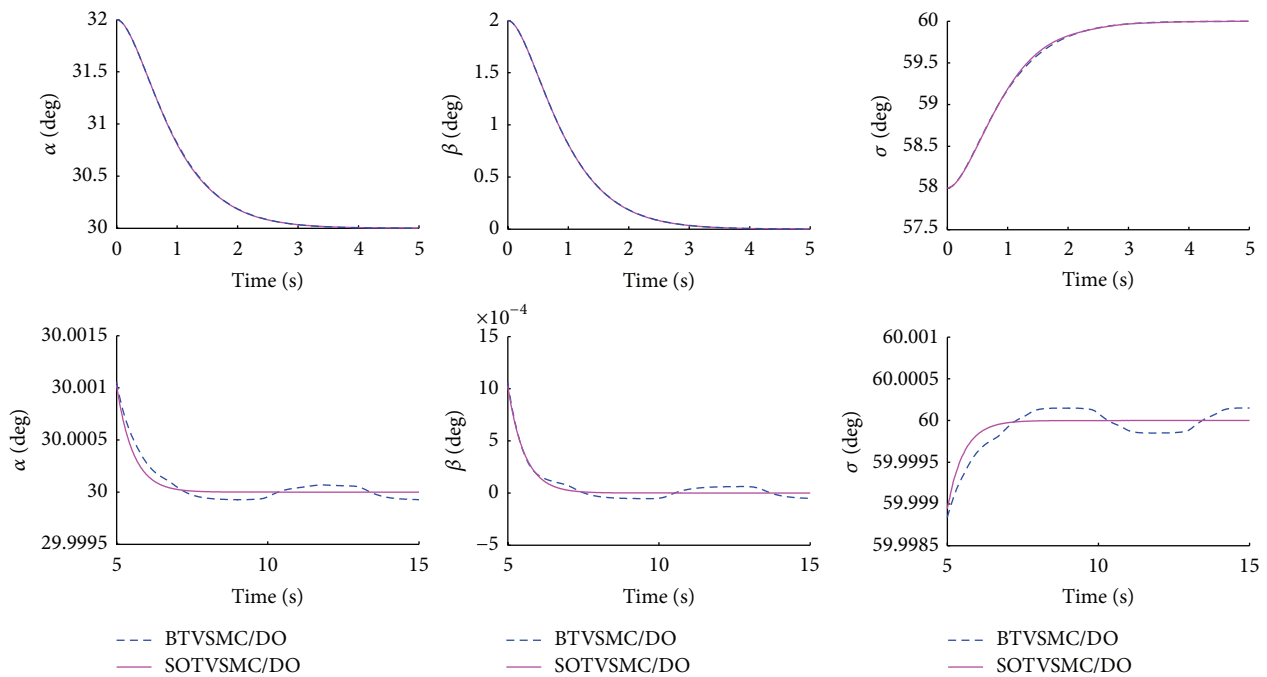 32
31.5
31
30.5
30
α (deg)
0 1 2 3 4 5
Time (s)
2
1.5
1
0.5
0
β (deg)
0 1 2 3 4 5
Time (s)
60
59.5
59
58.5
58
57.5
σ (deg)
0 1 2 3 4 5
Time (s)
30.0015
30.001
30.0005
30
29.9995
α (deg)
5 10 15
Time (s)
×10⁻⁴
15
10
5
0
−5
β (deg)
5 10 15
Time (s)
60.001
60.0005
60
59.9995
59.999
59.9985
σ (deg)
5 10 15
Time (s)
BTVSMC/DO
SOTVSMC/DO
BTVSMC/DO
SOTVSMC/DO
BTVSMC/DO
SOTVSMC/DO